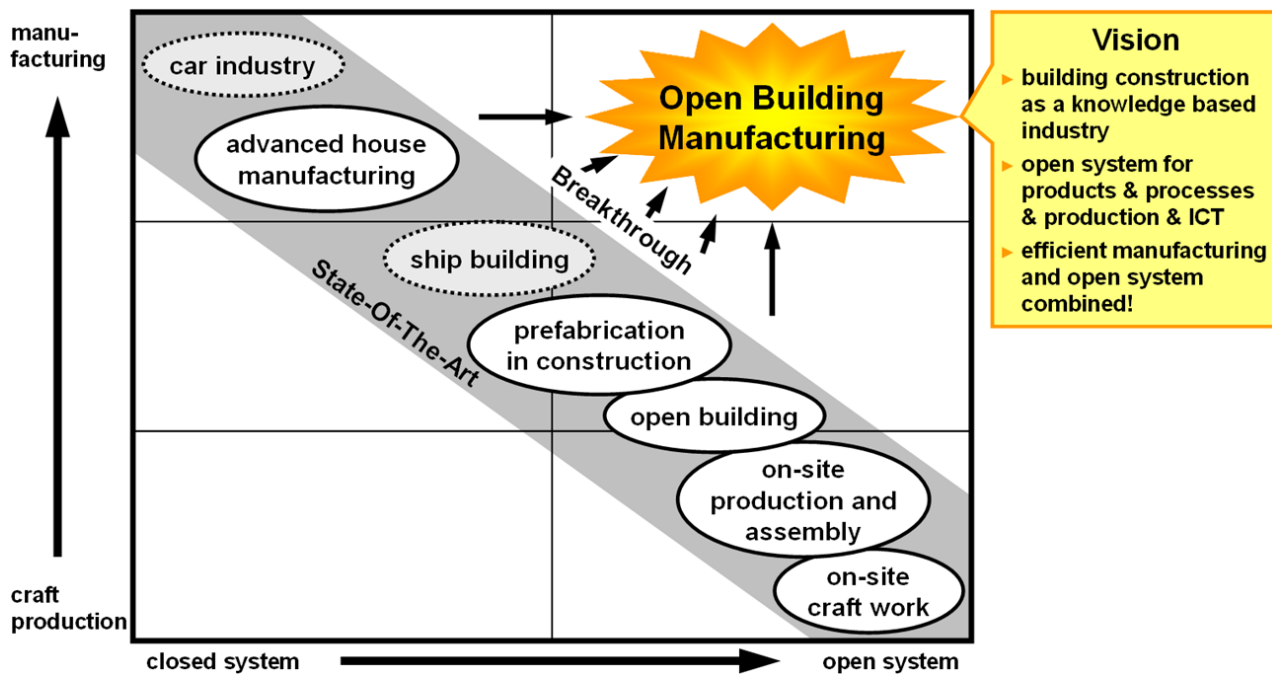 manu-
facturing
car industry
advanced house
manufacturing
Open Building
Manufacturing
Breakthrough
ship building
State-Of-The-Art
prefabrication
in construction
open building
on-site
production and
assembly
on-site
craft work
craft
production
closed system
open system
Vision
building construction
as a knowledge based
industry
open system for
products & processes
& production & ICT
efficient manufacturing
and open system
combined!